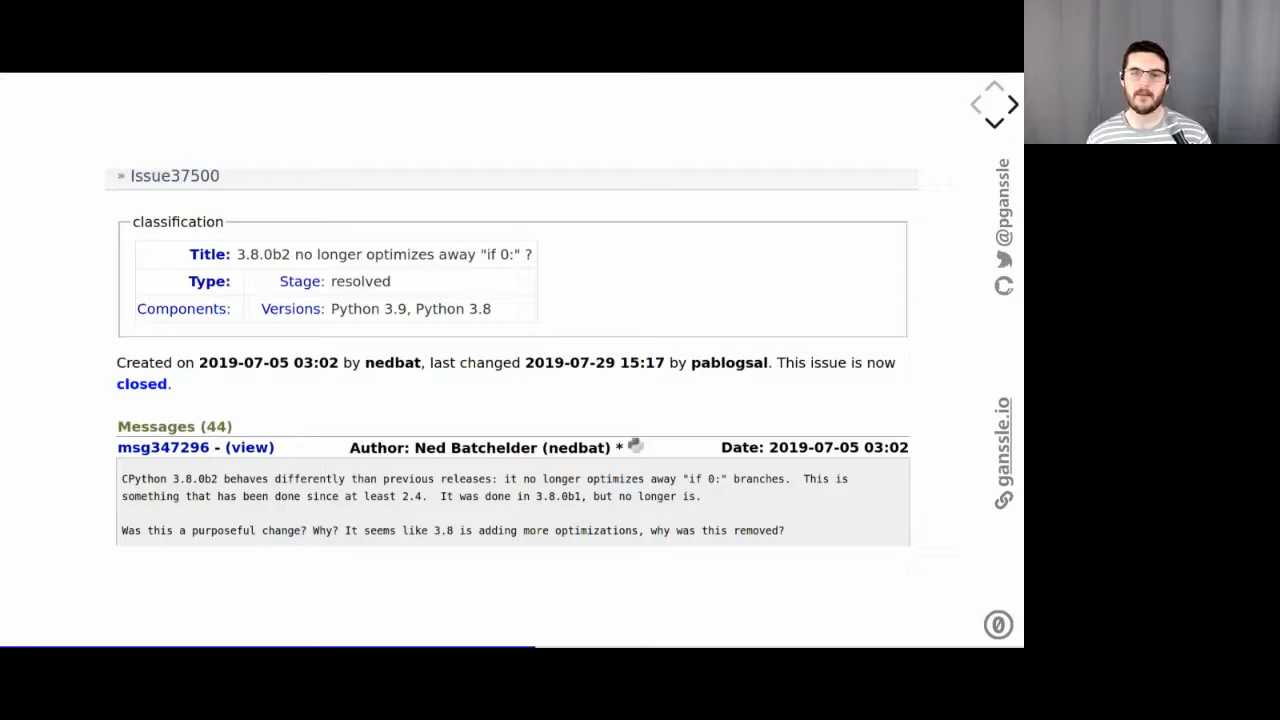 » Issue37500
classification
Title: 3.8.0b2 no longer optimizes away "if 0:" ?
Type: Stage: resolved
Components: Versions: Python 3.9, Python 3.8
Created on 2019-07-05 03:02 by nedbat, last changed 2019-07-29 15:17 by pablogsal. This issue is now
closed.
Messages (44)
msg347296 - (view) Author: Ned Batchelder (nedbat) * Date: 2019-07-05 03:02
CPython 3.8.0b2 behaves differently than previous releases: it no longer optimizes away "if 0:" branches.  This is
something that has been done since at least 2.4.  It was done in 3.8.0b1, but no longer is.
Was this a purposeful change? Why? It seems like 3.8 is adding more optimizations, why was this removed?
@pganssle
ganssle.io
0